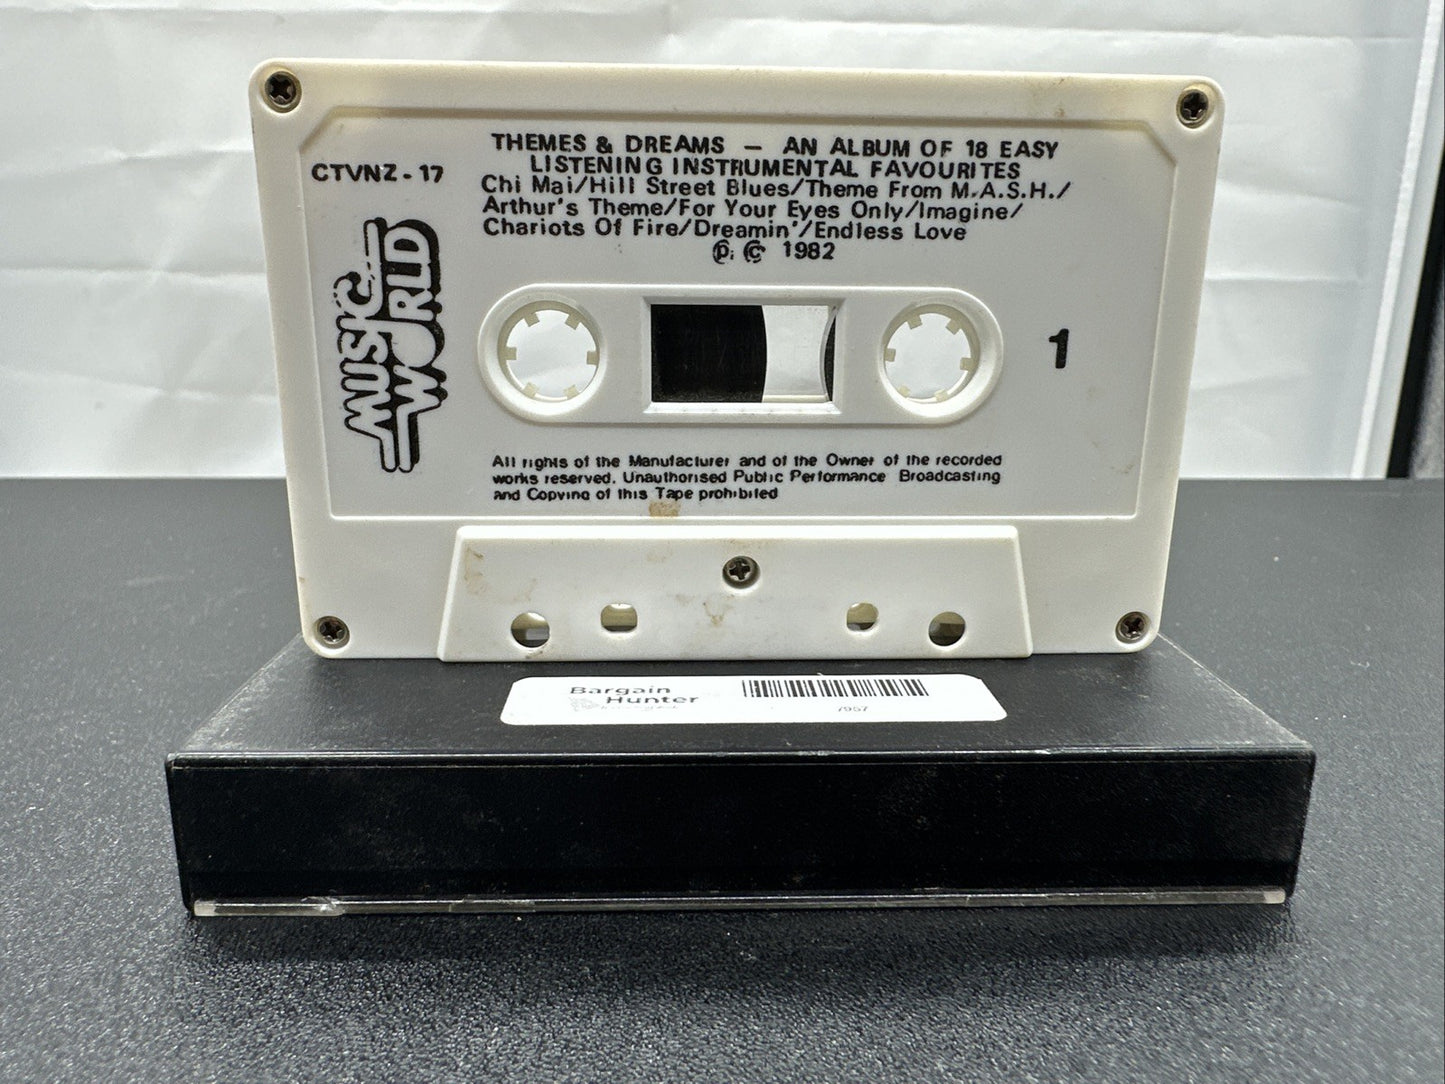 THEMES & DREAMS — AN ALBUM OF 18 EASY
LISTENING INSTRUMENTAL FAVOURITES
CTVNZ - 17
Chi Mai/Hill Street Blues/Theme From M.A.S.H./
Arthur's Theme/For Your Eyes Only/Imagine/
Chariots Of Fire/Dreamin'/Endless Love
℗ © 1982
MUSIC
WORLD
1
All rights of the Manufacturer and of the Owner of the recorded
works reserved. Unauthorised Public Performance Broadcasting
and Copying of this Tape prohibited
Bargain
Hunter
7957